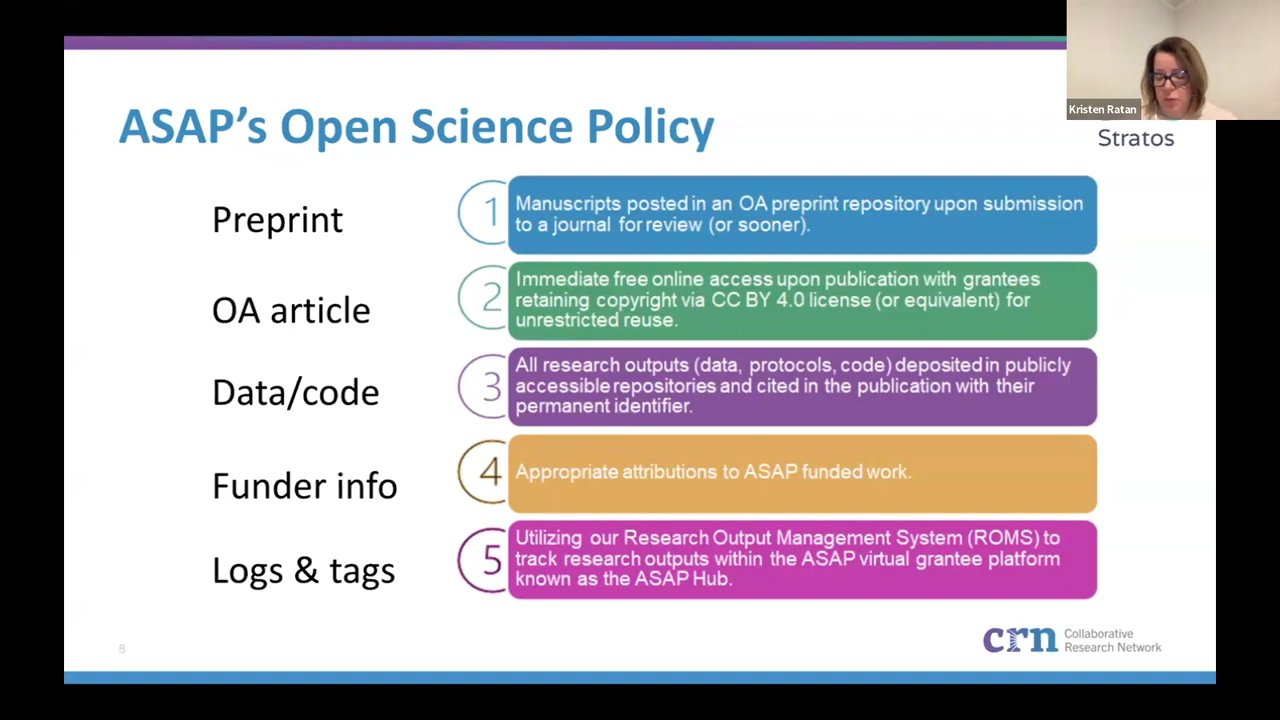 Kristen Ratan
Stratos
ASAP's Open Science Policy
Preprint
1
Manuscripts posted in an OA preprint repository upon submission
to a journal for review (or sooner).
OA article
2
Immediate free online access upon publication with grantees
retaining copyright via CC BY 4.0 license (or equivalent) for
unrestricted reuse.
Data/code
3
All research outputs (data, protocols, code) deposited in publicly
accessible repositories and cited in the publication with their
permanent identifier.
Funder info
4
Appropriate attributions to ASAP funded work.
Logs & tags
5
Utilizing our Research Output Management System (ROMS) to
track research outputs within the ASAP virtual grantee platform
known as the ASAP Hub.
8
crn
Collaborative
Research Network